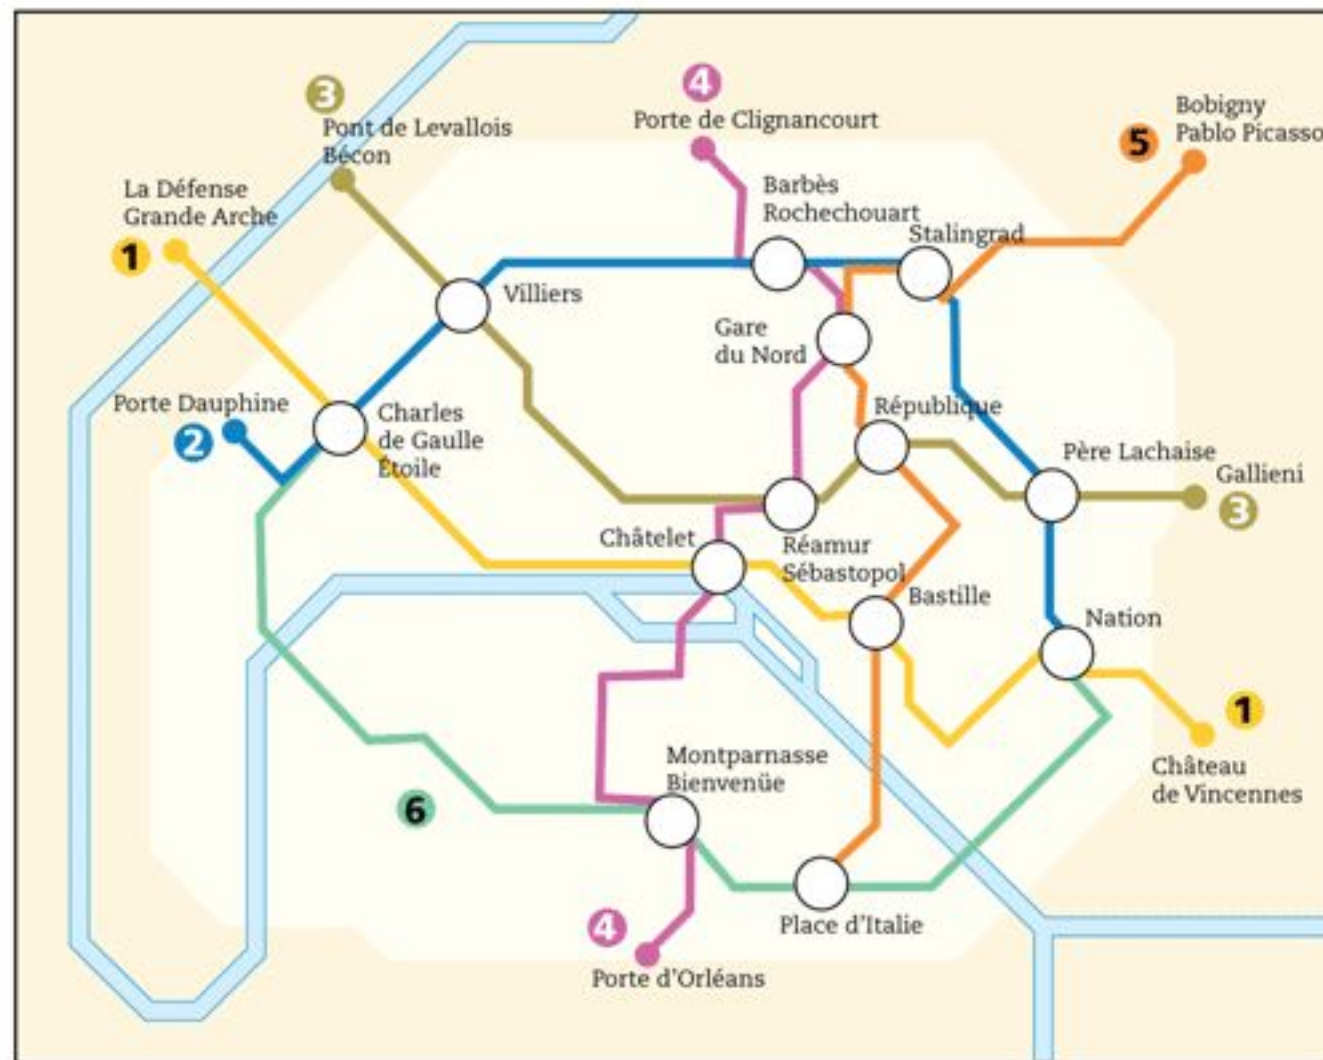 3
Pont de Levallois
Bécon
4
Porte de Clignancourt
5
Bobigny
Pablo Picasso
La Défense
Grande Arche
1
Barbès
Rochechouart
Stalingrad
Villiers
Gare
du Nord
Porte Dauphine
2
Charles
de Gaulle
Étoile
République
Père Lachaise
Gallieni
3
Châtelet
Réamur
Sébastopol
Bastille
Nation
1
Château
de Vincennes
Montparnasse
Bienvenüe
6
4
Porte d'Orléans
Place d'Italie